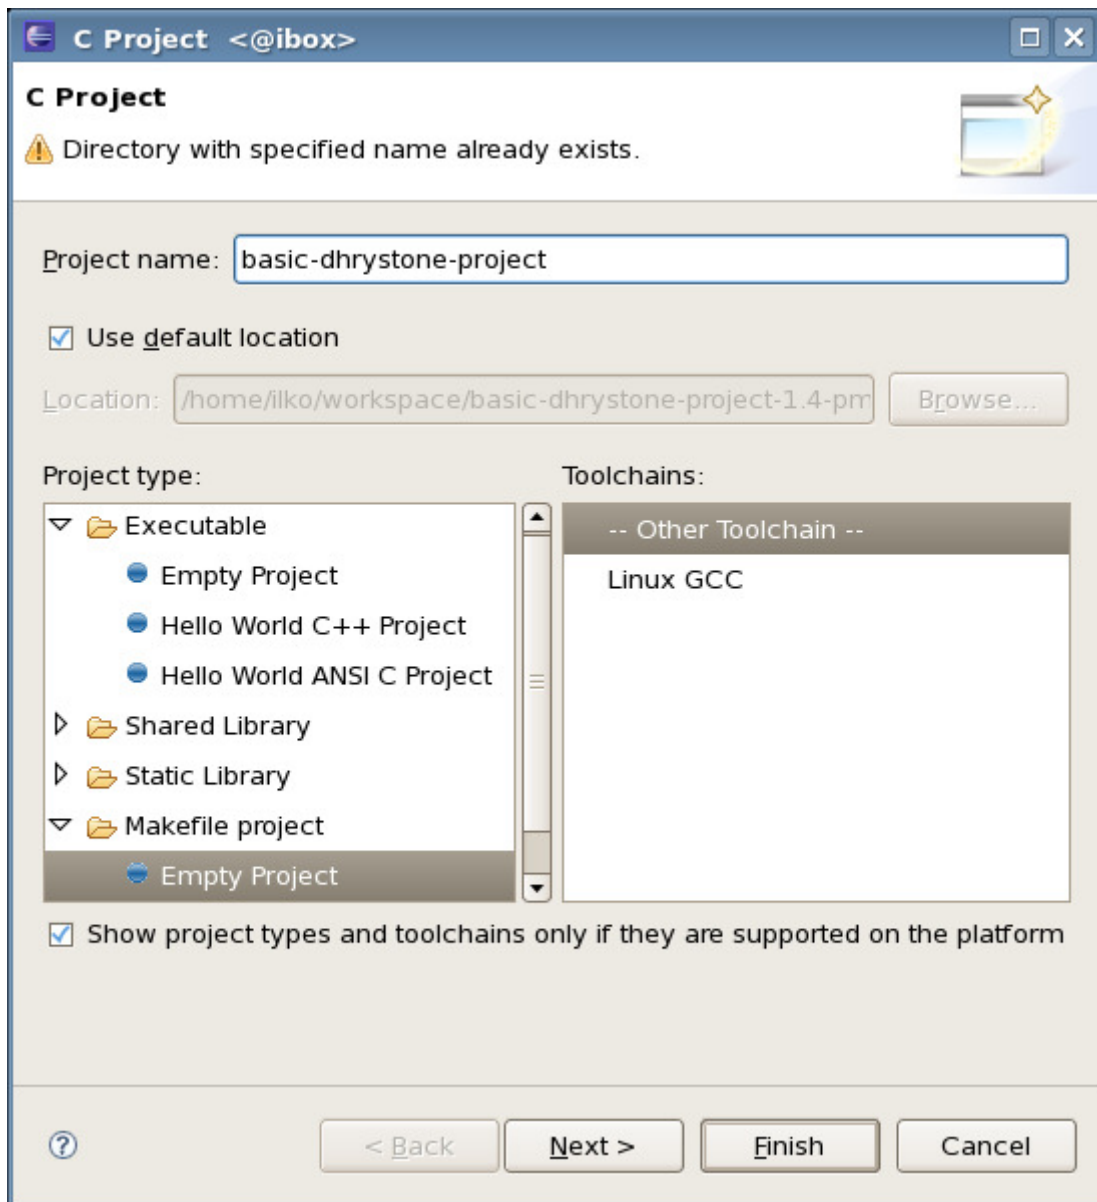 C Project <@ibox>
C Project
Directory with specified name already exists.
Project name: basic-dhrystone-project
Use default location
Location: /home/ilko/workspace/basic-dhrystone-project-1.4-pm Browse...
Project type: Toolchains:
Executable -- Other Toolchain --
Empty Project Linux GCC
Hello World C++ Project
Hello World ANSI C Project
Shared Library
Static Library
Makefile project
Empty Project
Show project types and toolchains only if they are supported on the platform
? < Back Next > Finish Cancel